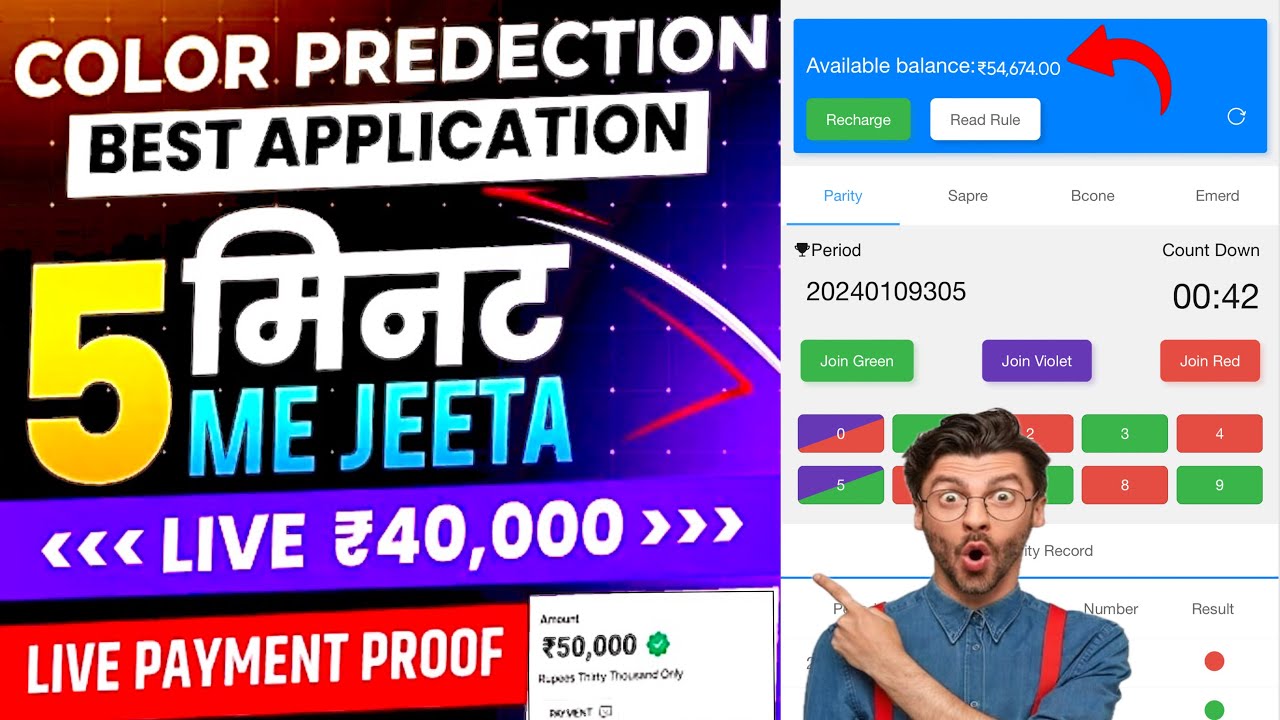 COLOR PREDECTION
BEST APPLICATION
5 मिनट
ME JEETA
<<< LIVE ₹40,000 >>>
LIVE PAYMENT PROOF
Amount
₹50,000
Rupees Thirty Thousand Only
PAYMENT
Available balance:₹54,674.00
Recharge
Read Rule
Parity
Sapre
Bcone
Emerd
Period
Count Down
20240109305
00:42
Join Green
Join Violet
Join Red
0
2
3
4
5
8
9
Record
Number
Result